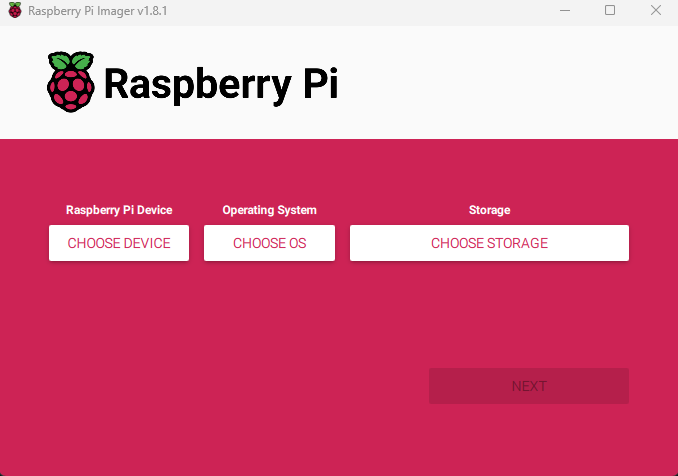 Raspberry Pi Imager v1.8.1
Raspberry Pi
Raspberry Pi Device Operating System Storage
CHOOSE DEVICE CHOOSE OS CHOOSE STORAGE
NEXT